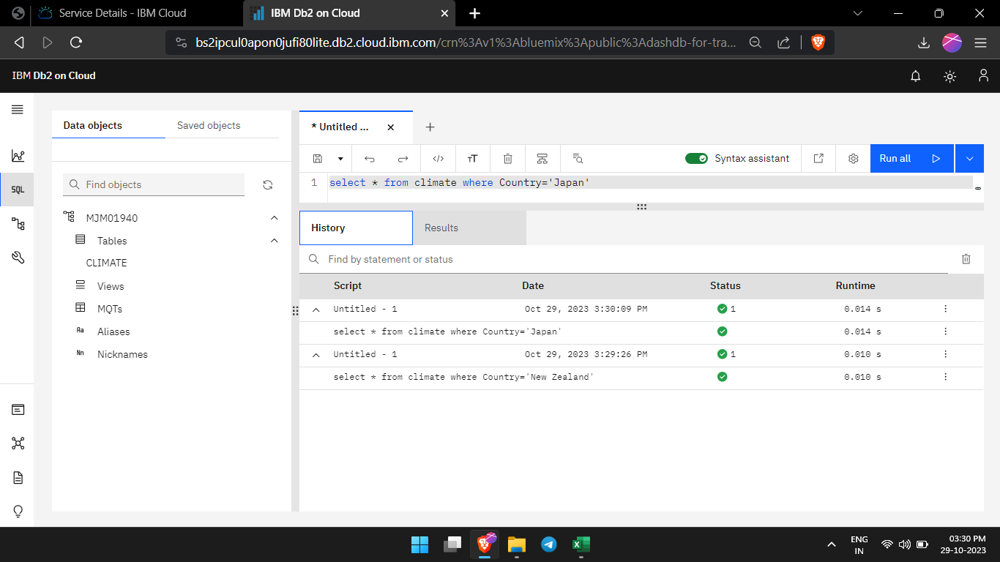 Service Details - IBM Cloud
IBM Db2 on Cloud
bs2ipcul0apon0jufi80lite.db2.cloud.ibm.com/crn%3Av1%3Abluemix%3Apublic%3Adashdb-for-tra...
IBM Db2 on Cloud
Data objects
Saved objects
* Untitled ...
Syntax assistant
Run all
SQL
Find objects
1 select * from climate where Country='Japan'
MJM01940
Tables
CLIMATE
Views
MQTs
Aa Aliases
Nn Nicknames
History
Results
Find by statement or status
Script Date Status Runtime
Untitled - 1 Oct 29, 2023 3:30:09 PM 1 0.014 s
select * from climate where Country='Japan' 0.014 s
Untitled - 1 Oct 29, 2023 3:29:26 PM 1 0.010 s
select * from climate where Country='New Zealand' 0.010 s
ENG
IN
03:30 PM
29-10-2023